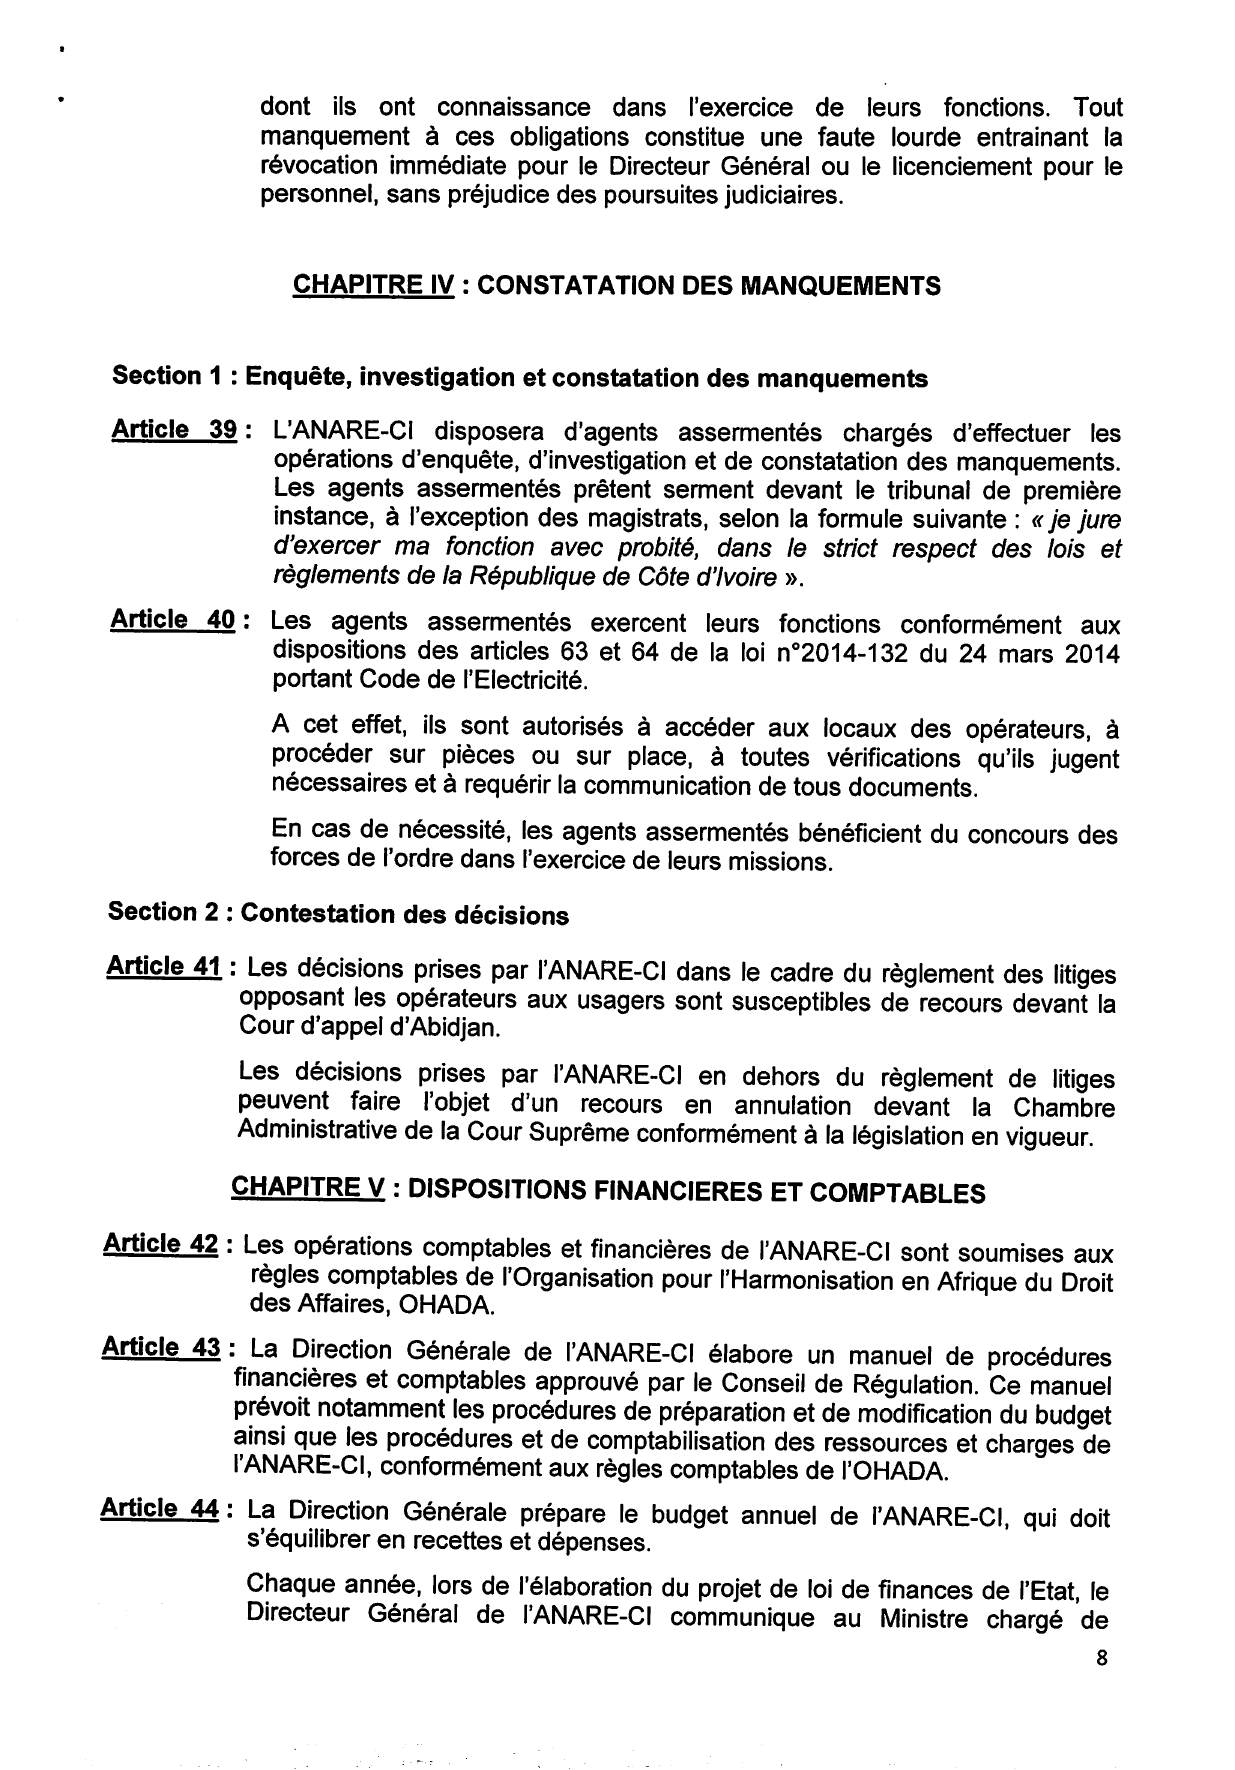 dont ils ont connaissance dans l'exercice de leurs fonctions. Tout
manquement à ces obligations constitue une faute lourde entrainant la
révocation immédiate pour le Directeur Général ou le licenciement pour le
personnel, sans préjudice des poursuites judiciaires.
CHAPITRE IV : CONSTATATION DES MANQUEMENTS
Section 1 : Enquête, investigation et constatation des manquements
Article 39 : L'ANARE-CI disposera d'agents assermentés chargés d'effectuer les
opérations d'enquête, d'investigation et de constatation des manquements.
Les agents assermentés prêtent serment devant le tribunal de première
instance, à l'exception des magistrats, selon la formule suivante : « je jure
d'exercer ma fonction avec probité, dans le strict respect des lois et
règlements de la République de Côte d'Ivoire ».
Article 40 : Les agents assermentés exercent leurs fonctions conformément aux
dispositions des articles 63 et 64 de la loi n°2014-132 du 24 mars 2014
portant Code de l'Electricité.
A cet effet, ils sont autorisés à accéder aux locaux des opérateurs, à
procéder sur pièces ou sur place, à toutes vérifications qu'ils jugent
nécessaires et à requérir la communication de tous documents.
En cas de nécessité, les agents assermentés bénéficient du concours des
forces de l'ordre dans l'exercice de leurs missions.
Section 2 : Contestation des décisions
Article 41 : Les décisions prises par l'ANARE-CI dans le cadre du règlement des litiges
opposant les opérateurs aux usagers sont susceptibles de recours devant la
Cour d'appel d'Abidjan.
Les décisions prises par l'ANARE-CI en dehors du règlement de litiges
peuvent faire l'objet d'un recours en annulation devant la Chambre
Administrative de la Cour Suprême conformément à la législation en vigueur.
CHAPITRE V : DISPOSITIONS FINANCIERES ET COMPTABLES
Article 42 : Les opérations comptables et financières de l'ANARE-CI sont soumises aux
règles comptables de l'Organisation pour l'Harmonisation en Afrique du Droit
des Affaires, OHADA.
Article 43 : La Direction Générale de l'ANARE-CI élabore un manuel de procédures
financières et comptables approuvé par le Conseil de Régulation. Ce manuel
prévoit notamment les procédures de préparation et de modification du budget
ainsi que les procédures et de comptabilisation des ressources et charges de
l'ANARE-CI, conformément aux règles comptables de l'OHADA.
Article 44 : La Direction Générale prépare le budget annuel de l'ANARE-CI, qui doit
s'équilibrer en recettes et dépenses.
Chaque année, lors de l'élaboration du projet de loi de finances de l'Etat, le
Directeur Général de l'ANARE-CI communique au Ministre chargé de
8